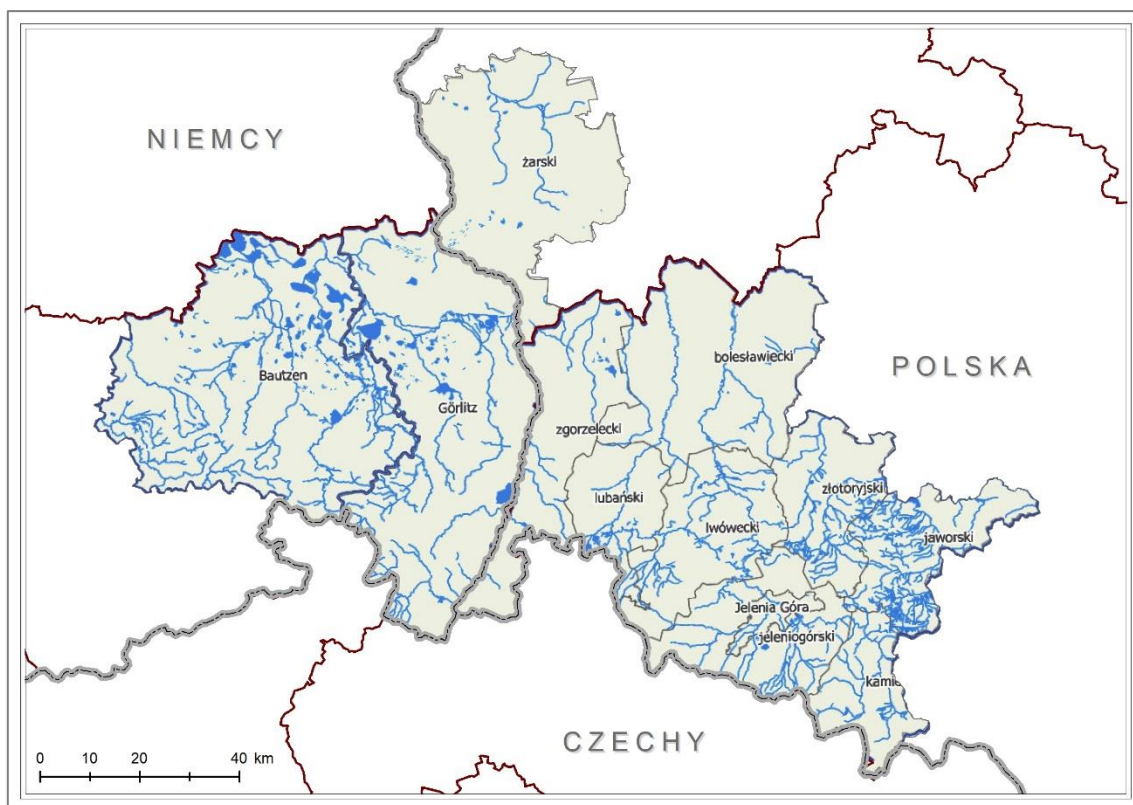 NIEMCY
żarski
bolesławiecki
POLSKA
Bautzen
Görlitz
zgorzelecki
lubański
złotoryjski
lwówecki
jaworski
Jelenia Góra
jeleniogórski
kamie
CZECHY
0 10 20 40 km